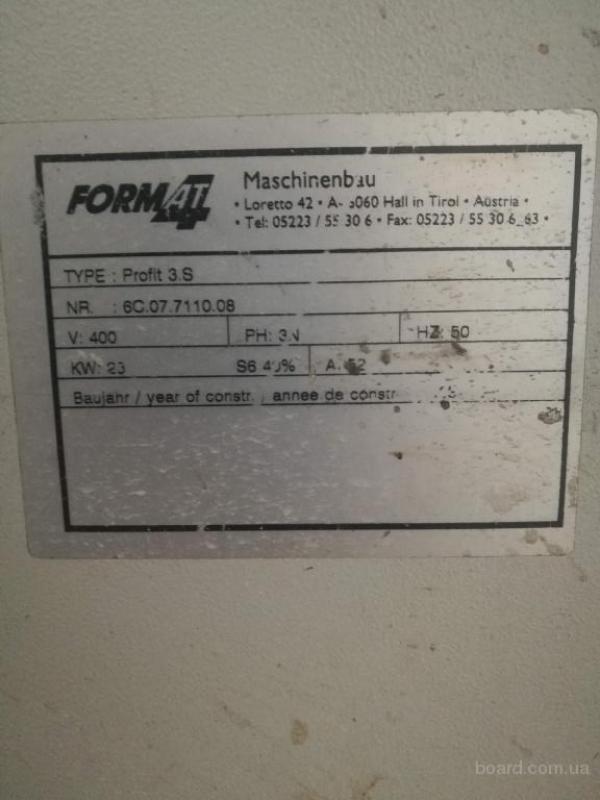 FORMAT 4
Maschinenbau
• Loretto 42 • A- 6060 Hall in Tirol • Austria •
• Tel: 05223 / 55 30 6 • Fax: 05223 / 55 30 6_63 •
TYPE : Profit 3.S
NR. : 6C.07.7110.08
V: 400 PH: 3N HZ: 50
KW: 23 S6 40% A:
Baujahr / year of constr. / annee de constr
board.com.ua